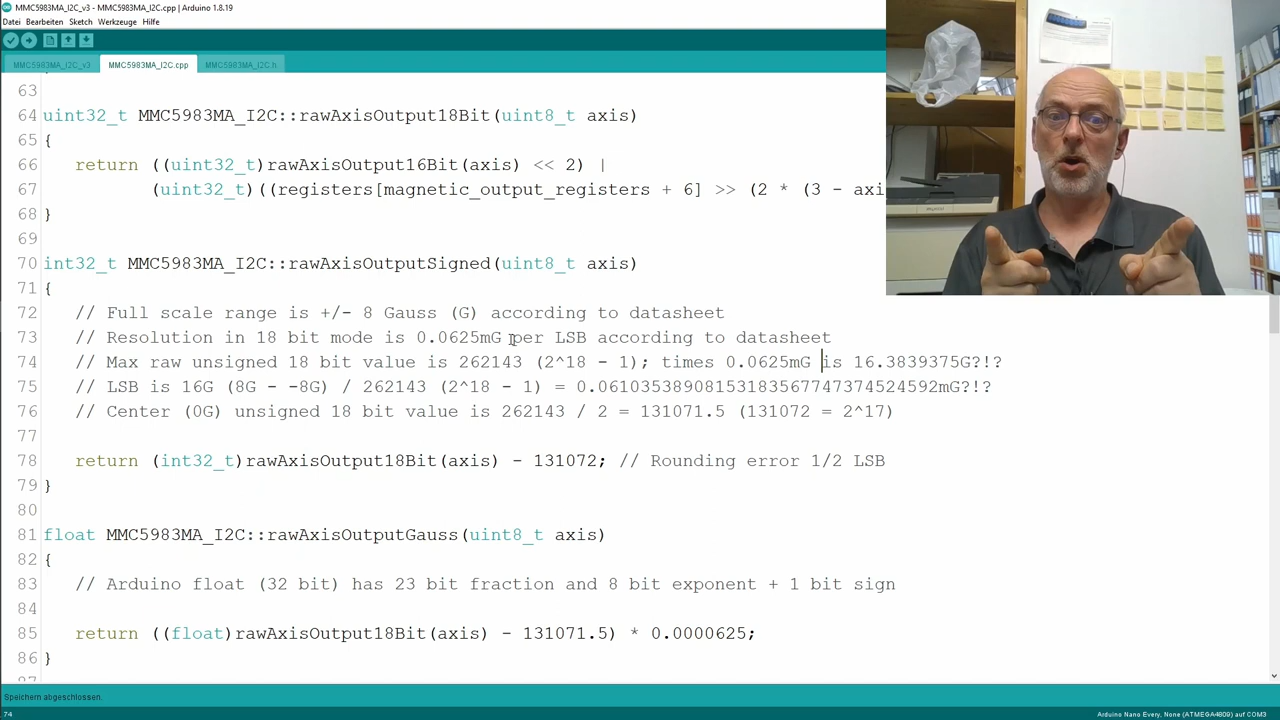 MMC5983MA_I2C_v3 - MMC5983MA_I2C.cpp | Arduino 1.8.19
Datei Bearbeiten Sketch Werkzeuge Hilfe
MMC5983MA_I2C_v3 MMC5983MA_I2C.cpp MMC5983MA_I2C.h
63
64 uint32_t MMC5983MA_I2C::rawAxisOutput18Bit(uint8_t axis)
65 {
66 return ((uint32_t)rawAxisOutput16Bit(axis) << 2) |
67 (uint32_t)((registers[magnetic_output_registers + 6] >> (2 * (3 - axi
68 }
69
70 int32_t MMC5983MA_I2C::rawAxisOutputSigned(uint8_t axis)
71 {
72 // Full scale range is +/- 8 Gauss (G) according to datasheet
73 // Resolution in 18 bit mode is 0.0625mG per LSB according to datasheet
74 // Max raw unsigned 18 bit value is 262143 (2^18 - 1); times 0.0625mG is 16.3839375G?!?
75 // LSB is 16G (8G - -8G) / 262143 (2^18 - 1) = 0.06103538908153183567747374524592mG?!?
76 // Center (0G) unsigned 18 bit value is 262143 / 2 = 131071.5 (131072 = 2^17)
77
78 return (int32_t)rawAxisOutput18Bit(axis) - 131072; // Rounding error 1/2 LSB
79 }
80
81 float MMC5983MA_I2C::rawAxisOutputGauss(uint8_t axis)
82 {
83 // Arduino float (32 bit) has 23 bit fraction and 8 bit exponent + 1 bit sign
84
85 return ((float)rawAxisOutput18Bit(axis) - 131071.5) * 0.0000625;
86 }
Speichern abgeschlossen.
74 Arduino Nano Every, None (ATMEGA4809) auf COM3